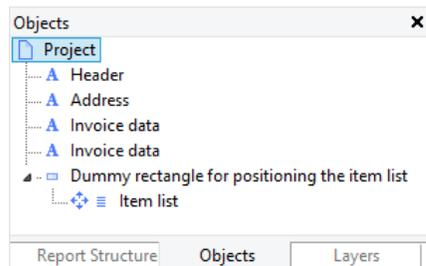 Objects
Project
A Header
A Address
A Invoice data
A Invoice data
Dummy rectangle for positioning the item list
Item list
Report Structure Objects Layers